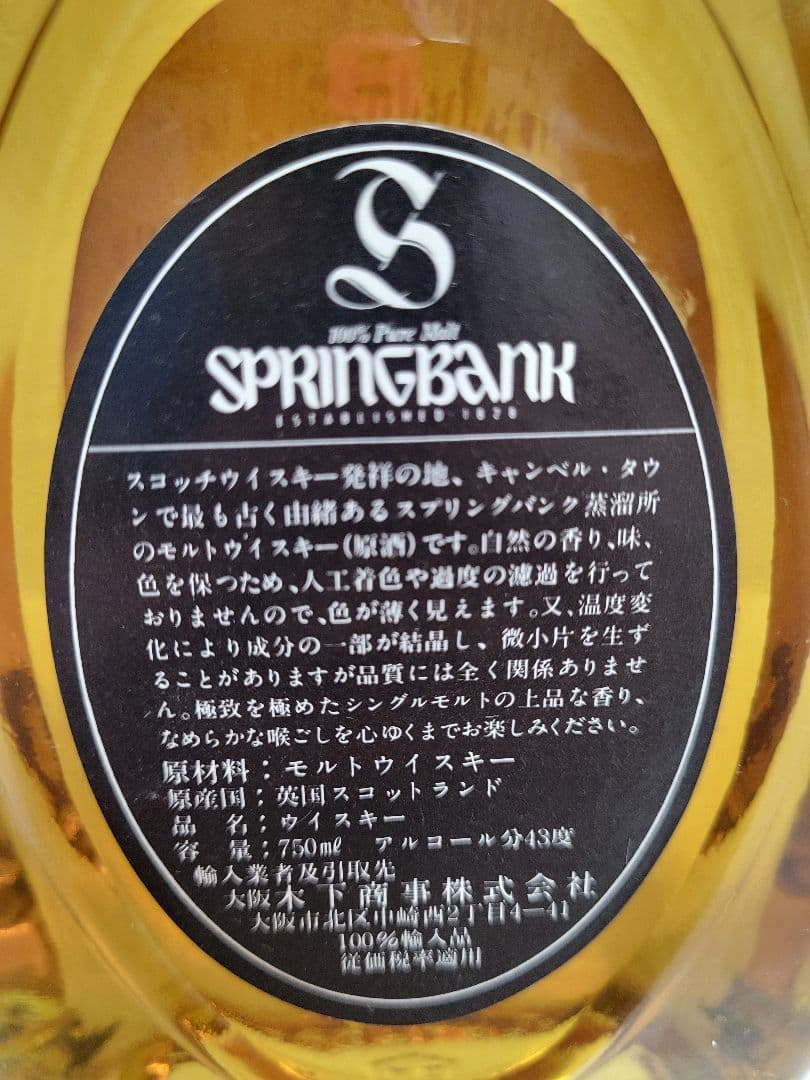 S
100% Pure Malt
SPRINGBANK
ESTABLISHED 1828
スコッチウイスキー発祥の地、キャンベル・タウ
ンで最も古く由緒あるスプリングバンク蒸溜所
のモルトウイスキー(原酒)です。自然の香り、味、
色を保つため、人工着色や過度の濾過を行って
おりませんので、色が薄く見えます。又、温度変
化により成分の一部が結晶し、微小片を生ず
ることがありますが品質には全く関係ありませ
ん。極致を極めたシングルモルトの上品な香り、
なめらかな喉ごしを心ゆくまでお楽しみください。
原材料：モルトウイスキー
原産国：英国スコットランド
品　名：ウイスキー
容　量：750mℓ　アルコール分43度
輸入業者及引取先
大阪 木下商事株式会社
大阪市北区中崎西2丁目4-41
100%輸入品
従価税率適用